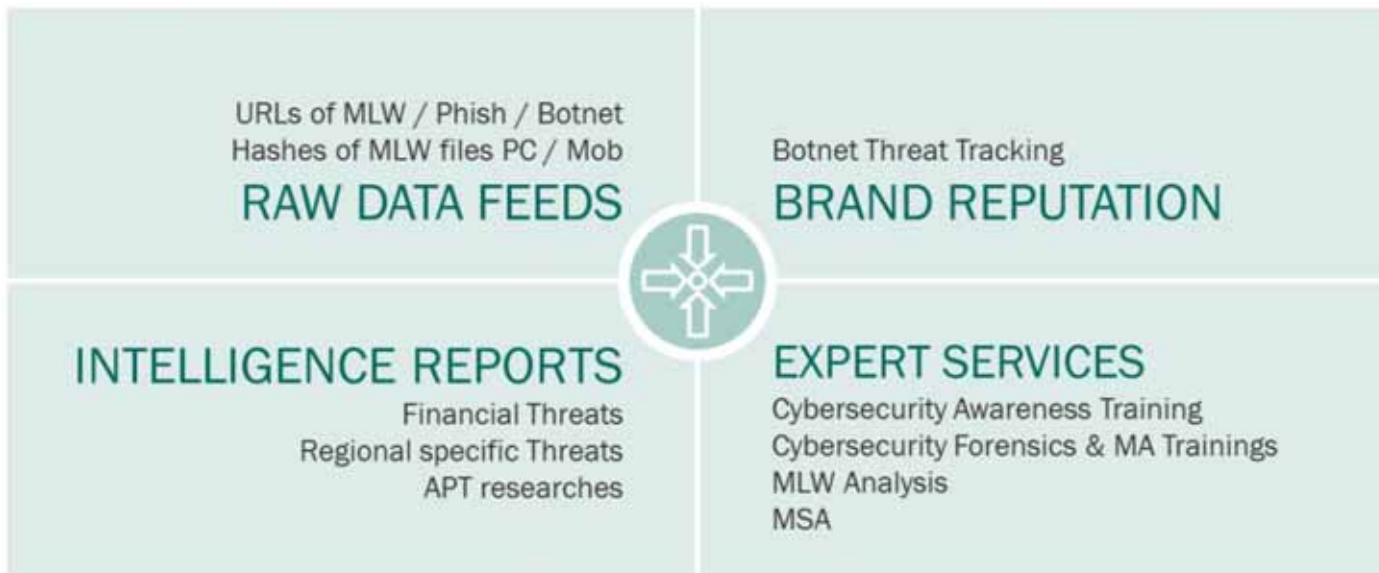 URLs of MLW / Phish / Botnet
Hashes of MLW files PC / Mob
RAW DATA FEEDS
Botnet Threat Tracking
BRAND REPUTATION
INTELLIGENCE REPORTS
Financial Threats
Regional specific Threats
APT researches
EXPERT SERVICES
Cybersecurity Awareness Training
Cybersecurity Forensics & MA Trainings
MLW Analysis
MSA